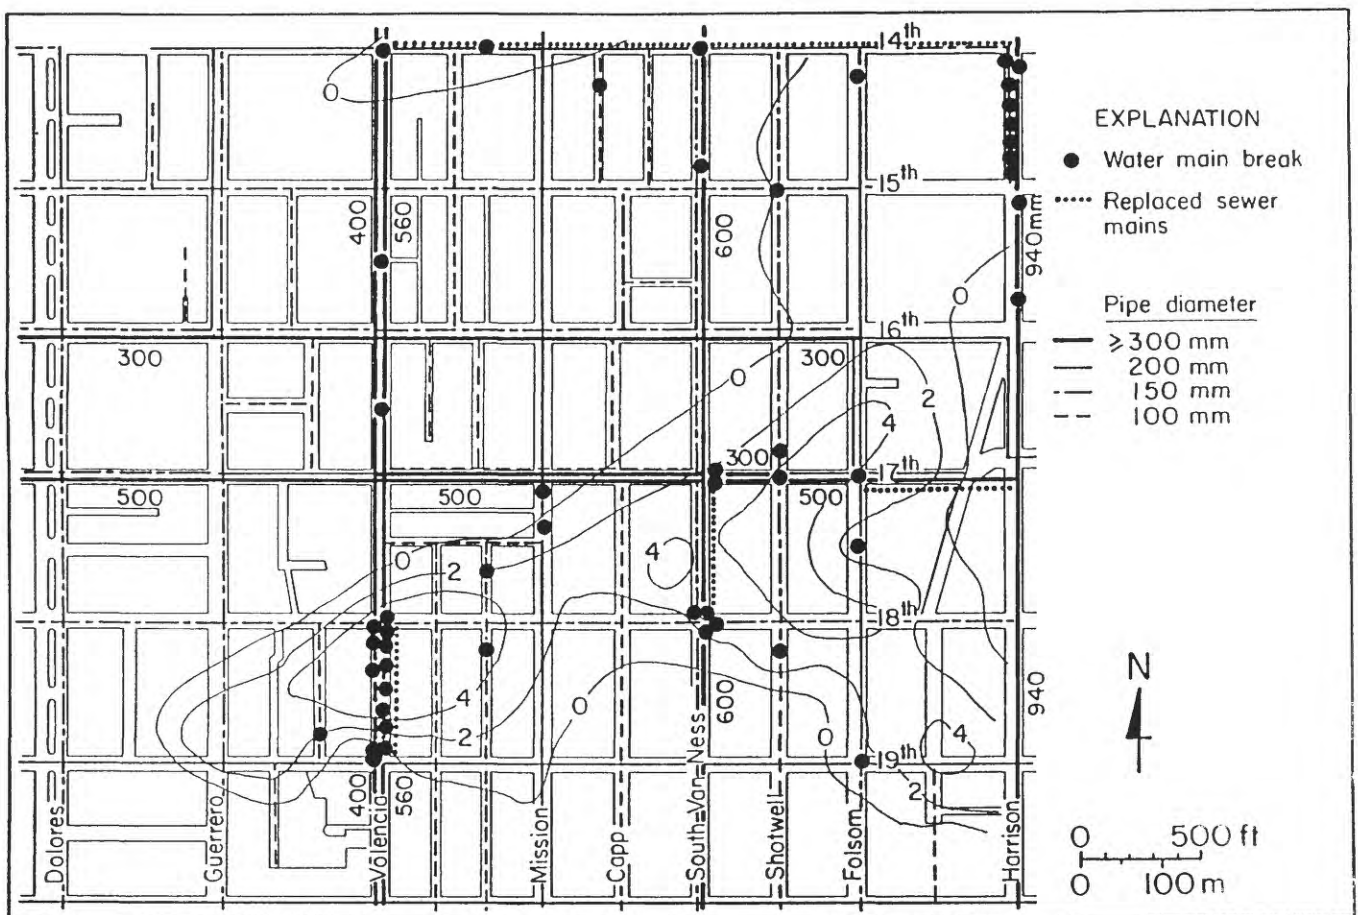 14th
0
EXPLANATION
Water main break
15th
Replaced sewer
mains
400
560
600
940mm
0
Pipe diameter
16th
300
300
≥300 mm
0
200 mm
2
150 mm
4
100 mm
300
17th
500
500
500
0
4
4
2
18th
N
4
0
600
940
2
0
4
19th
2
400
560
Dolores
Guerrero
Valencia
Mission
Capp
South Van Ness
Shotwell
Folsom
Harrison
0 500 ft
0 100 m